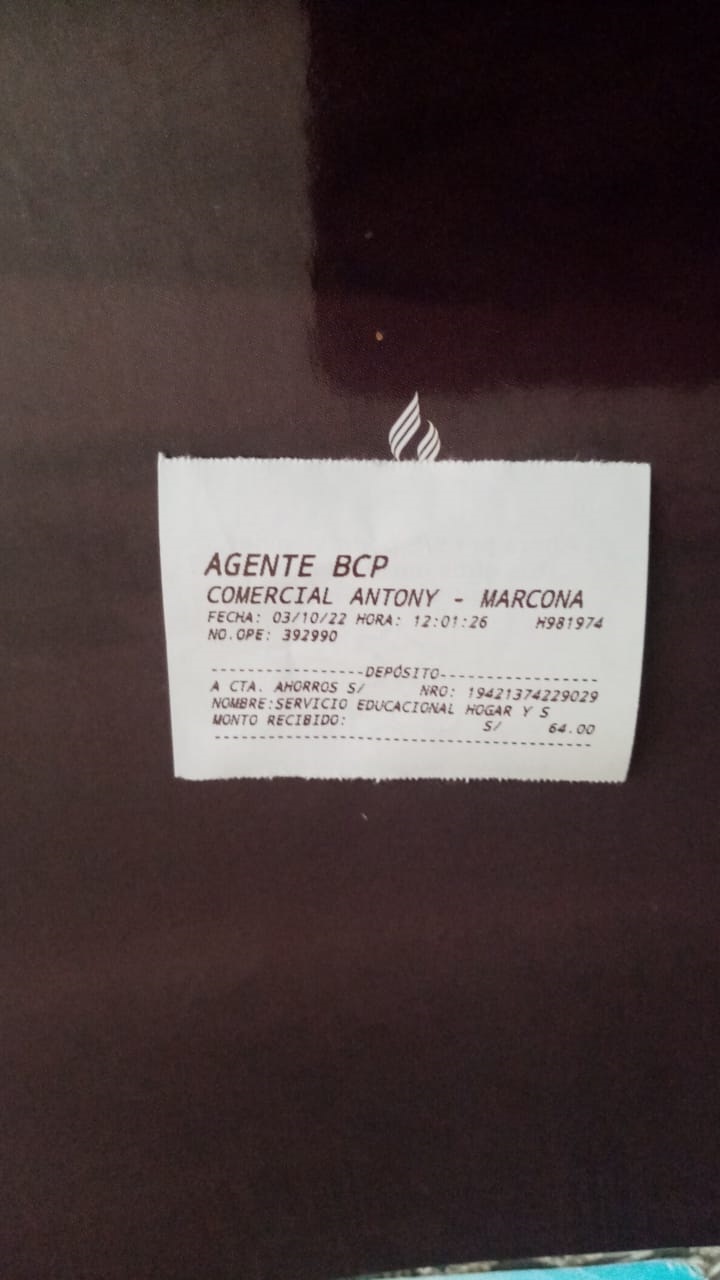 AGENTE BCP
COMERCIAL ANTONY - MARCONA
FECHA: 03/10/22 HORA: 12:01:26 H981974
NO.OPE: 392990
------------------DEPÓSITO------------------
A CTA. AHORROS S/ NRO: 19421374229029
NOMBRE:SERVICIO EDUCACIONAL HOGAR Y S
MONTO RECIBIDO: S/ 64.00
--------------------------------------------